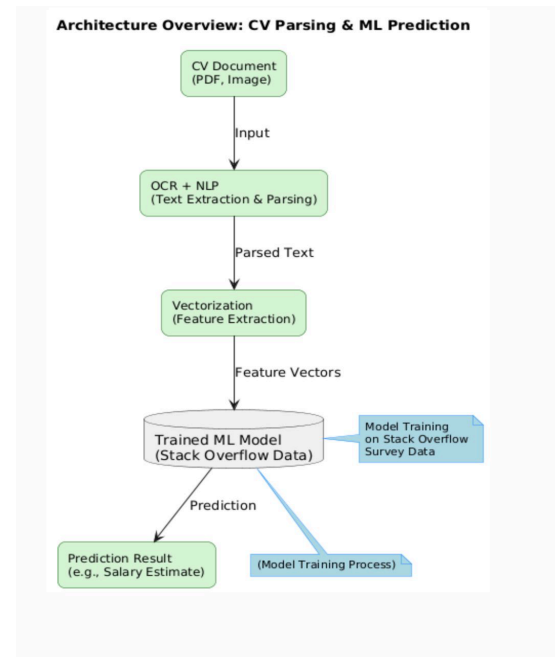 Architecture Overview: CV Parsing & ML Prediction
CV Document
(PDF, Image)
Input
OCR + NLP
(Text Extraction & Parsing)
Parsed Text
Vectorization
(Feature Extraction)
Feature Vectors
Trained ML Model
(Stack Overflow Data)
Model Training
on Stack Overflow
Survey Data
Prediction
Prediction Result
(e.g., Salary Estimate)
(Model Training Process)